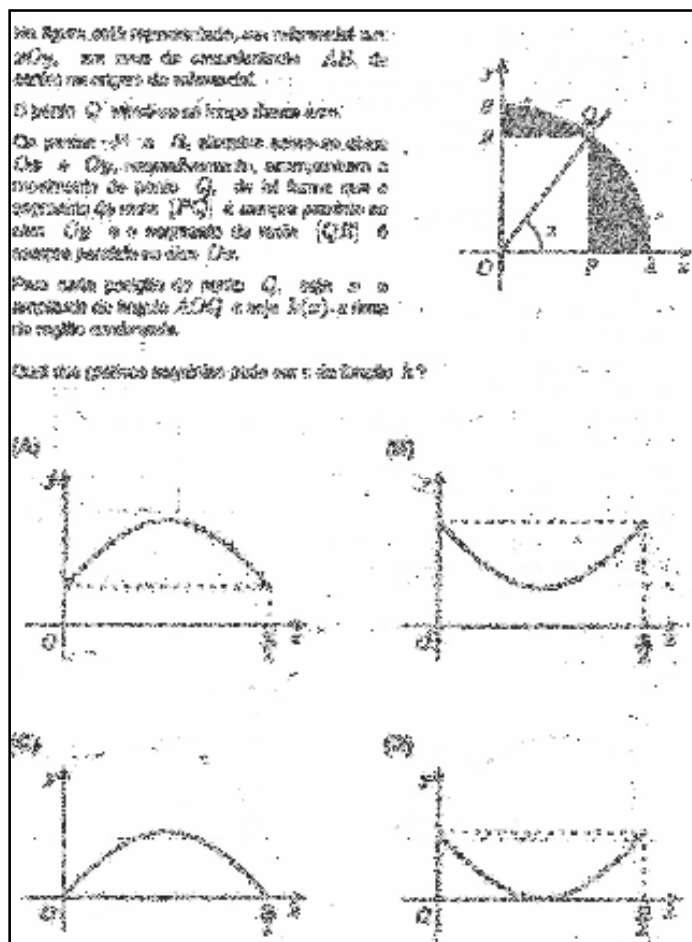 Na figura está representado, em referencial o.n.
xOy, um arco de circunferência AB, de
centro na origem do referencial.
O ponto Q move-se ao longo desse arco.
Os pontos P e R, situados sobre os eixos
Ox e Oy, respectivamente, acompanham o
movimento do ponto Q, de tal forma que o
segmento de recta [PQ] é sempre paralelo ao
eixo Oy e o segmento de recta [QR] é
sempre paralelo ao eixo Ox.
Para cada posição do ponto Q, seja x a
amplitude do ângulo AOQ e seja h(x) a área
da região sombreada.
Qual dos gráficos seguintes pode ser o da função h?
y
B
R
Q
x
O
P
A
x
(A)
y
O
x
(B)
y
O
x
(C)
y
O
x
(D)
y
O
x